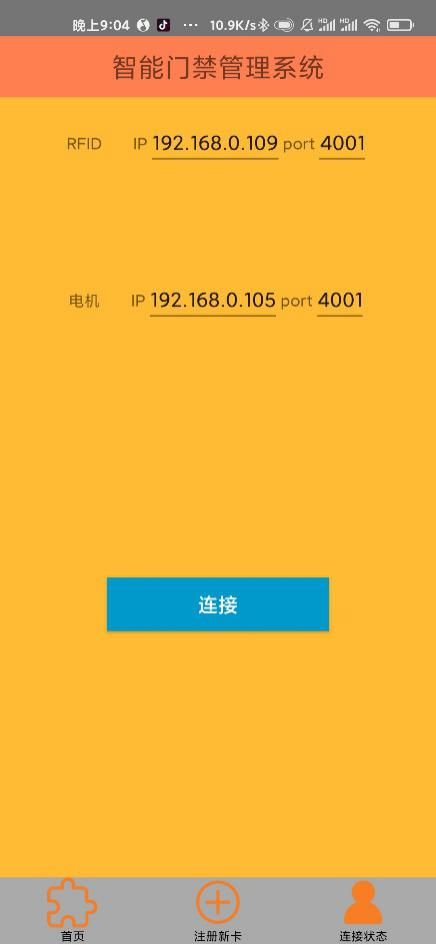 晚上9:04 ··· 10.9K/s HD HD
智能门禁管理系统
RFID IP 192.168.0.109 port 4001
电机 IP 192.168.0.105 port 4001
连接
首页 注册新卡 连接状态